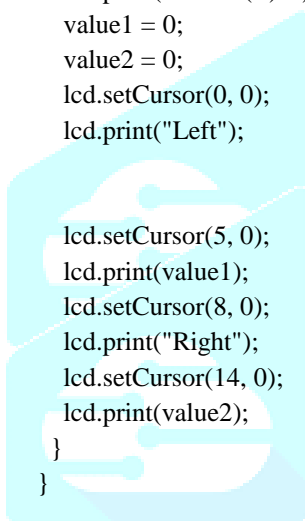 value1 = 0;
value2 = 0;
lcd.setCursor(0, 0);
lcd.print("Left");
lcd.setCursor(5, 0);
lcd.print(value1);
lcd.setCursor(8, 0);
lcd.print("Right");
lcd.setCursor(14, 0);
lcd.print(value2);
}
}